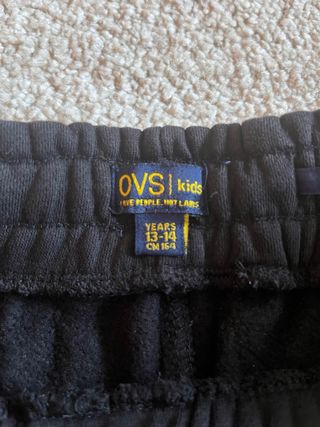 OVS | kids
LOVE PEOPLE. NOT LABELS
YEARS
13-14
CM 164